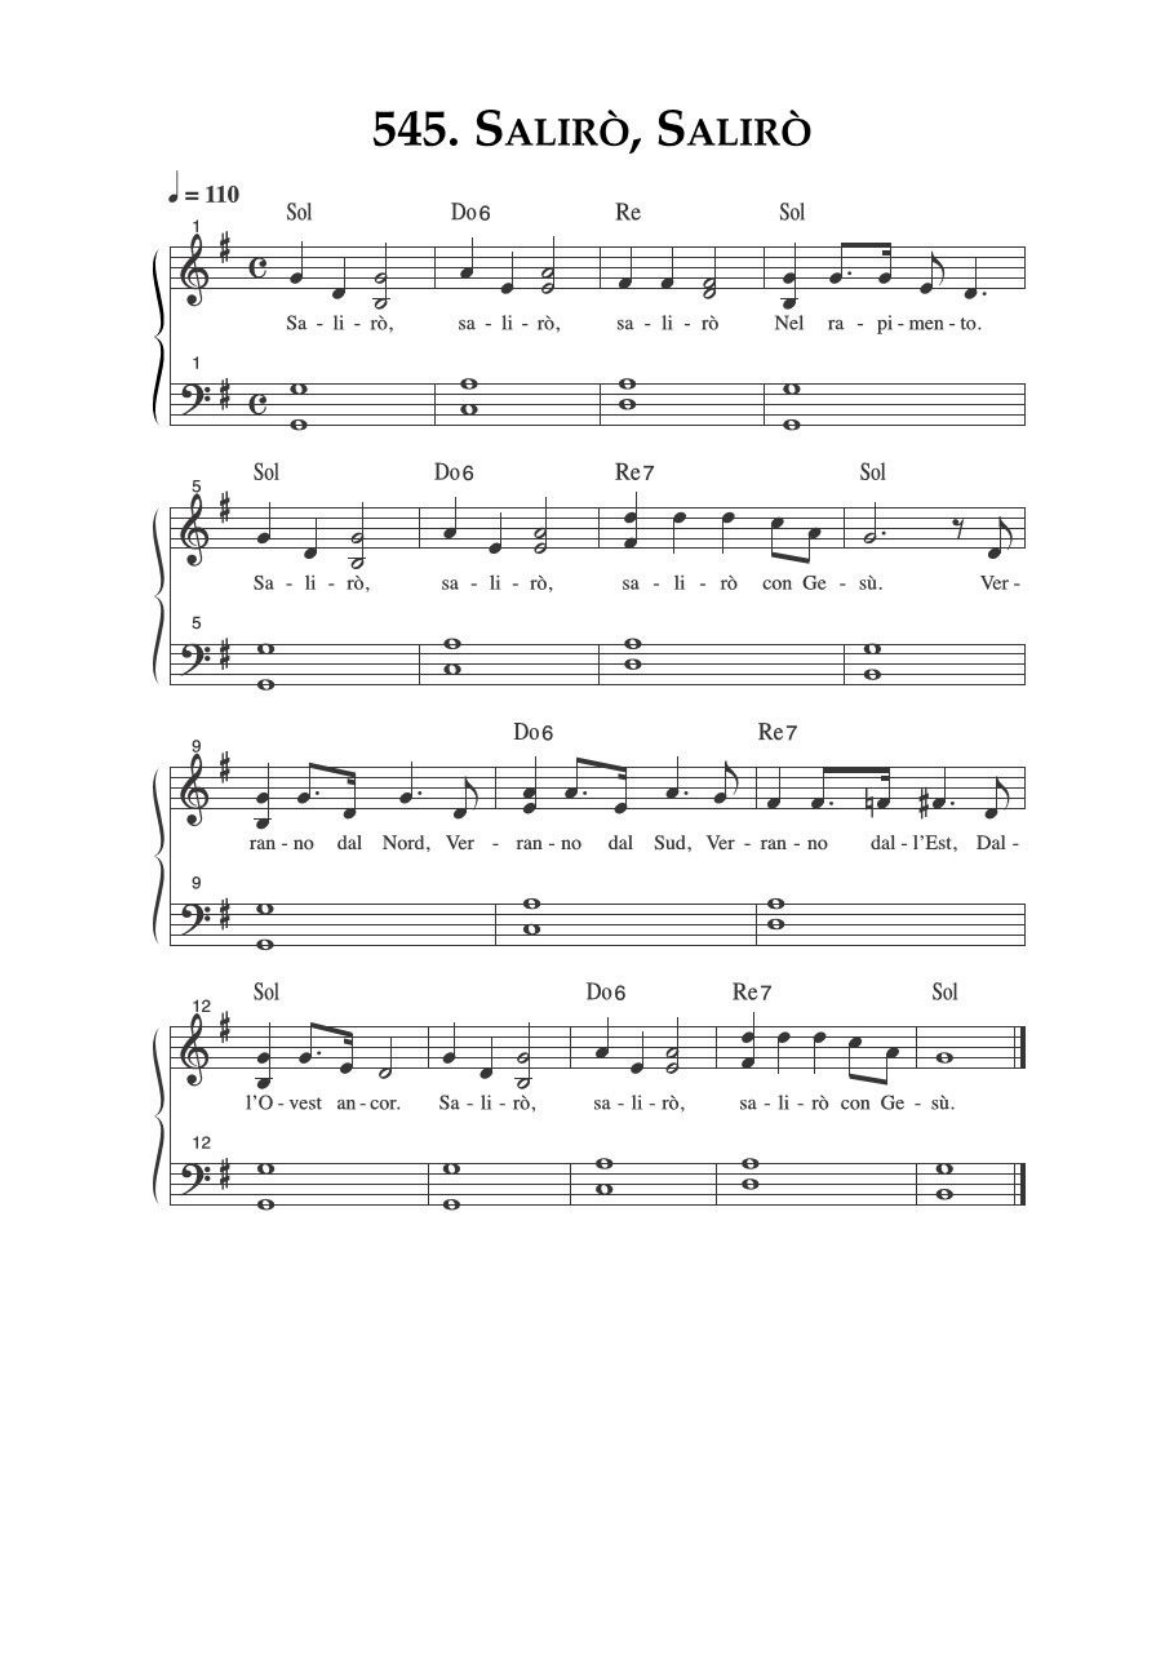 545. Salirò, Salirò
♩ = 110
Sol Do6 Re Sol
1
Sa - li - rò, sa - li - rò, sa - li - rò Nel ra - pi - men - to.
1
Sol Do6 Re7 Sol
5
Sa - li - rò, sa - li - rò, sa - li - rò con Ge - sù. Ver -
5
Do6 Re7
9
ran - no dal Nord, Ver - ran - no dal Sud, Ver - ran - no dal - l'Est, Dal -
9
Sol Do6 Re7 Sol
12
l'O - vest an - cor. Sa - li - rò, sa - li - rò, sa - li - rò con Ge - sù.
12